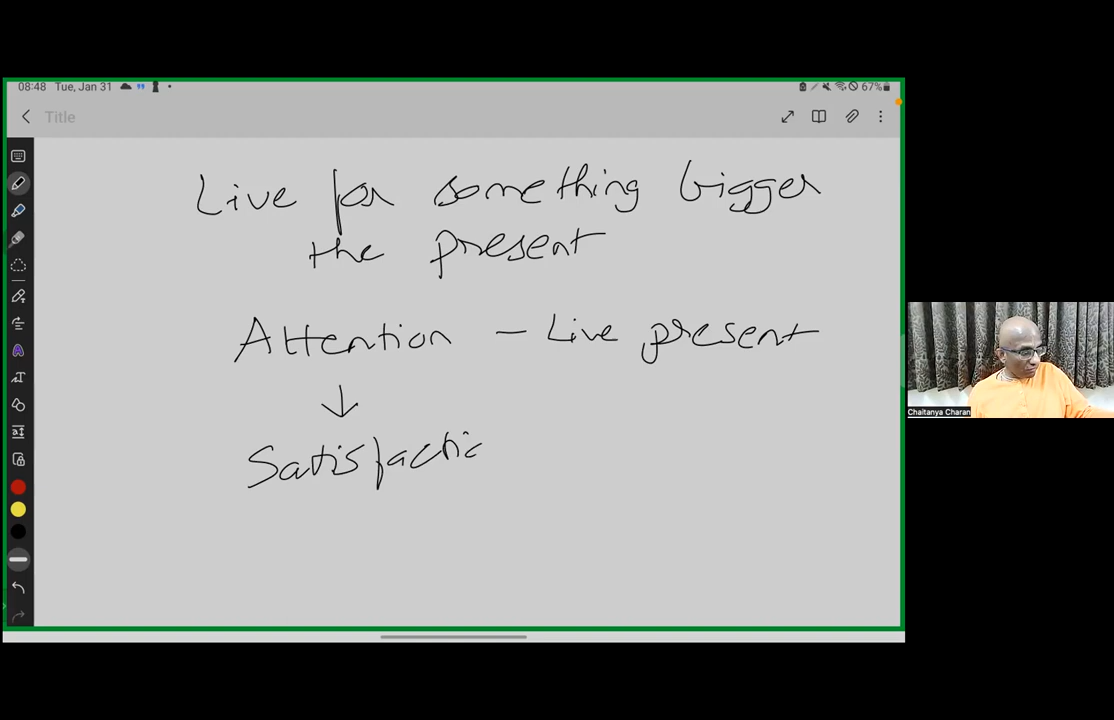 08:48 Tue, Jan 31 67%
Title
Live for something bigger
the present
Attention – Live present
↓
Satisfactio
Chaitanya Charan